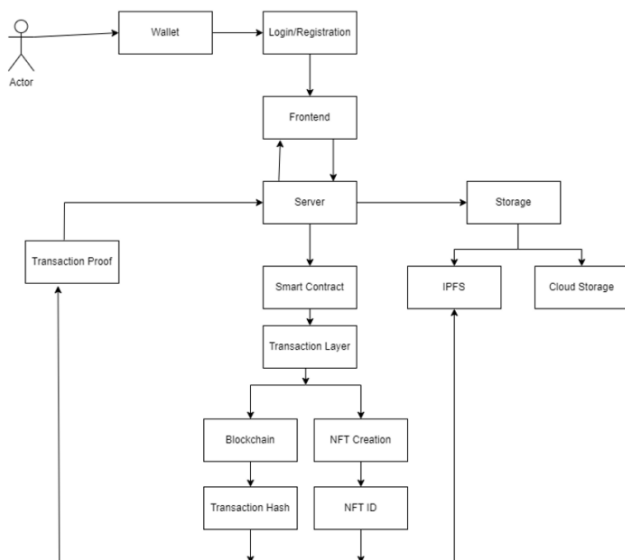 Wallet
Login/Registration
Actor
Frontend
Server
Storage
Transaction Proof
Smart Contract
IPFS
Cloud Storage
Transaction Layer
Blockchain
NFT Creation
Transaction Hash
NFT ID